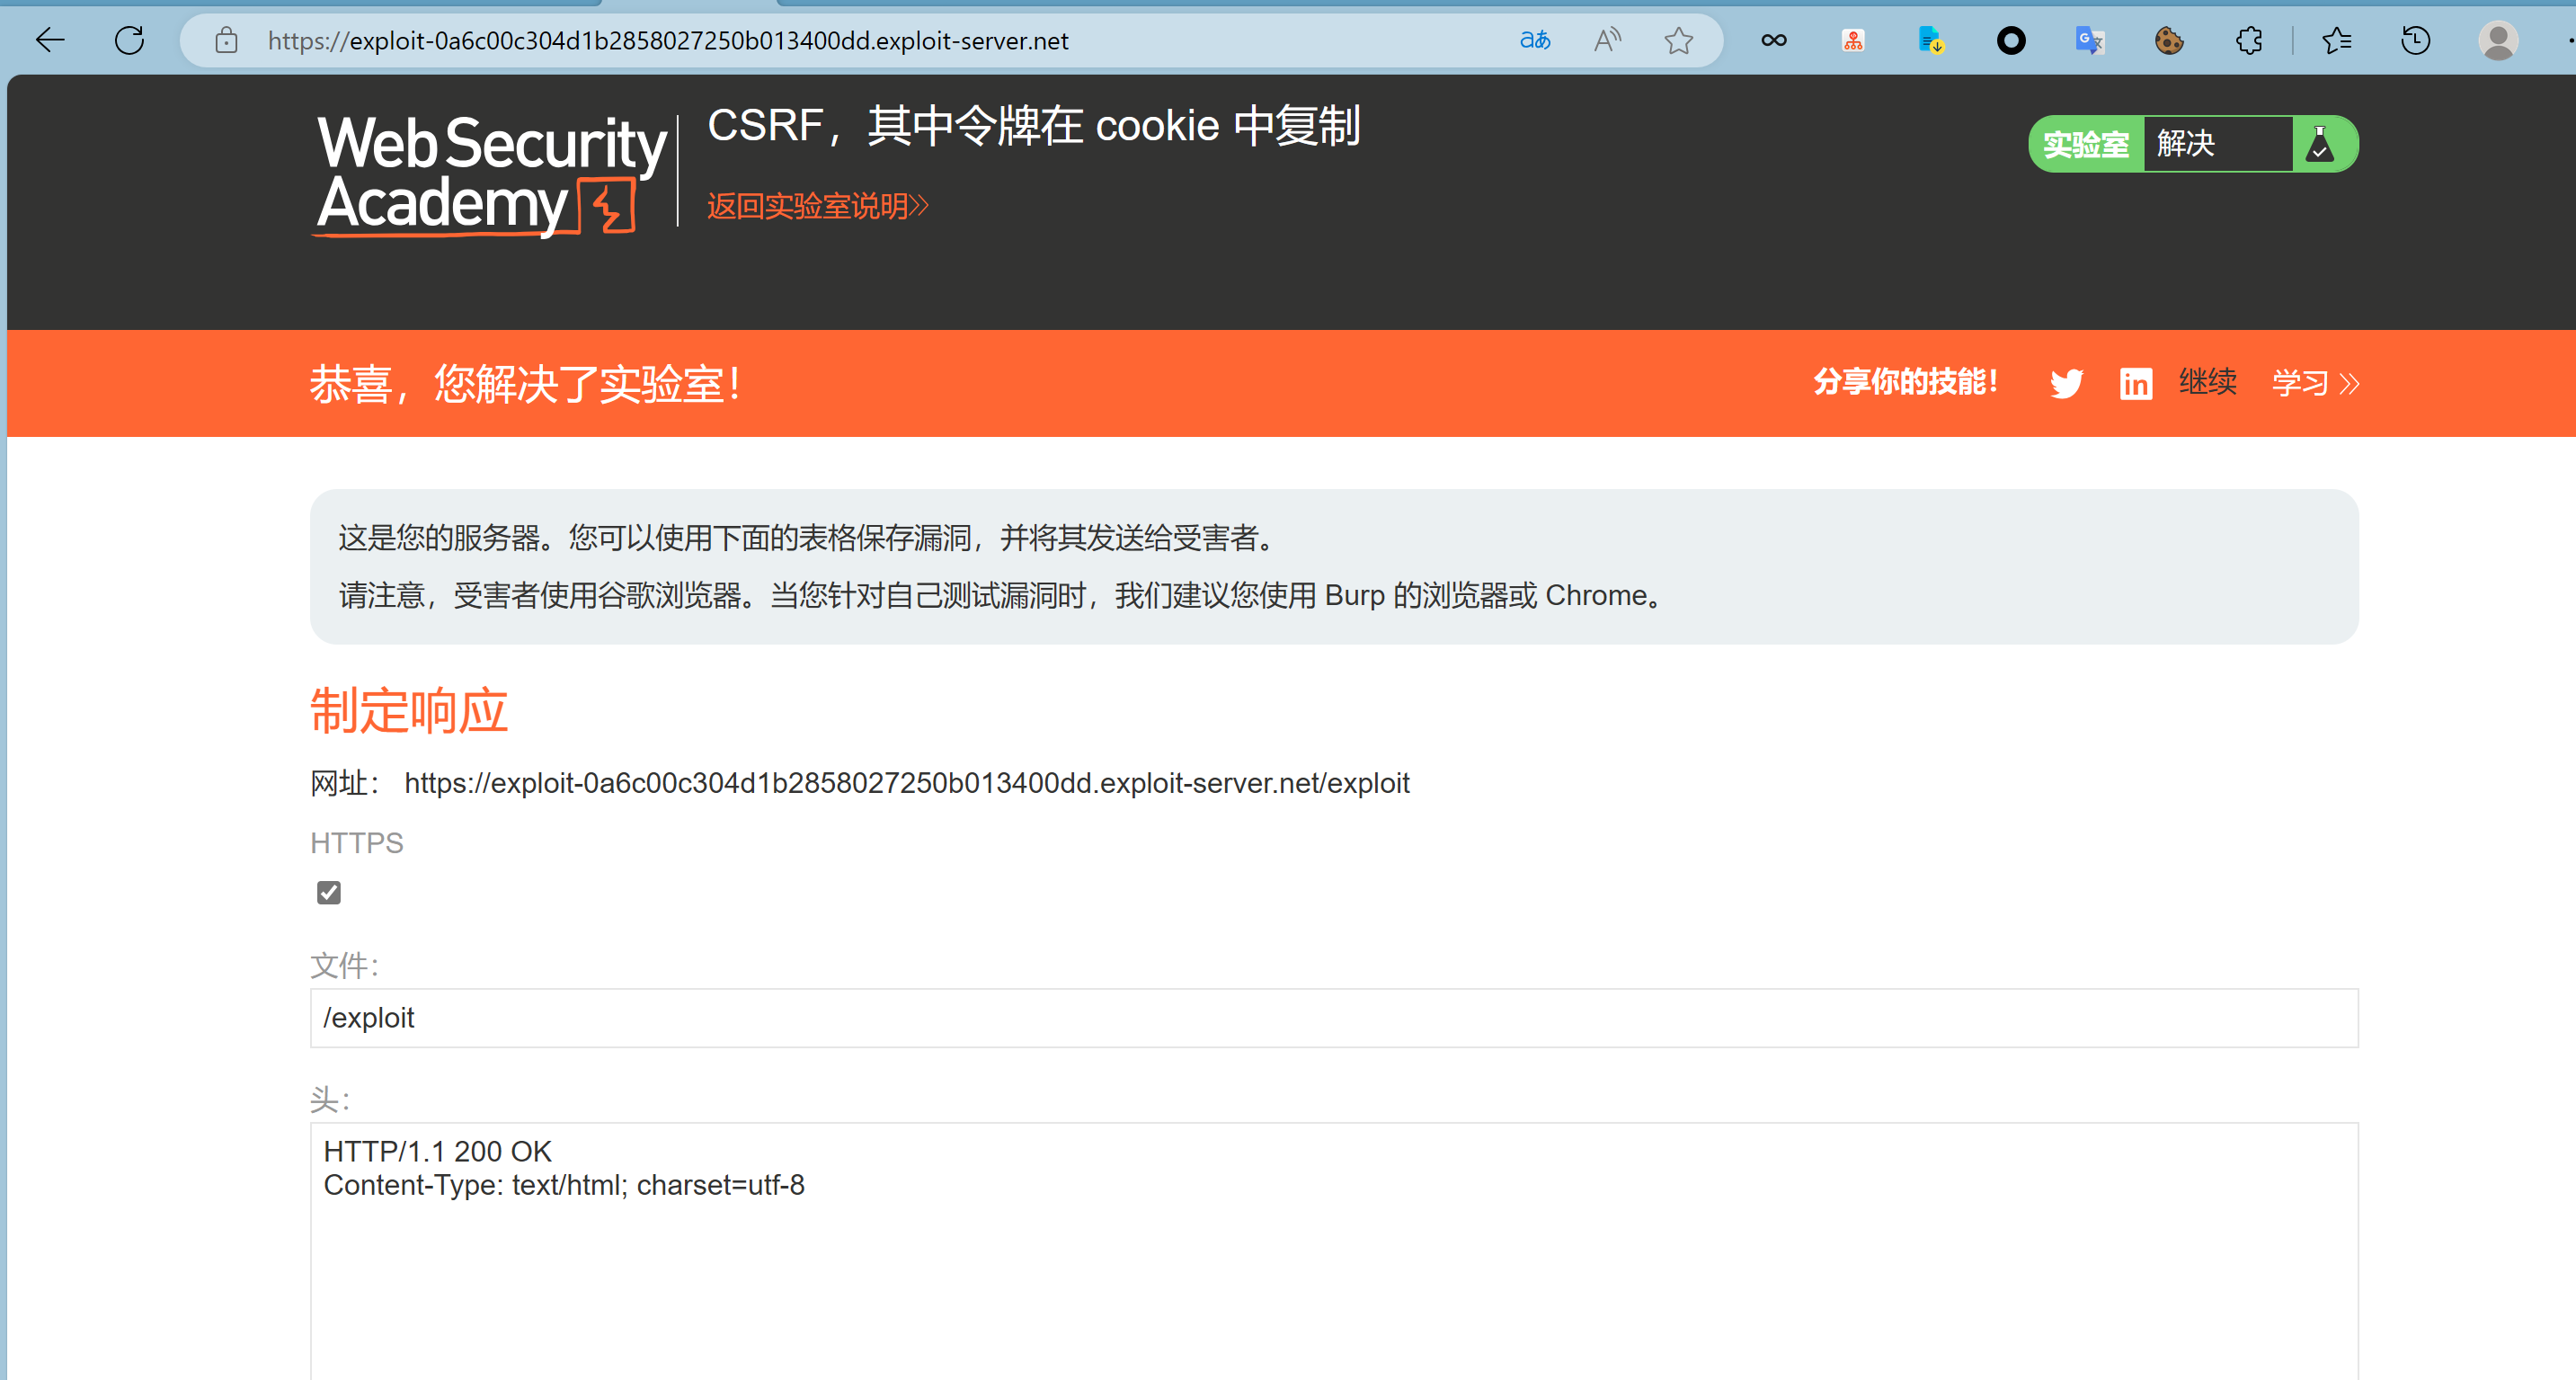 https://exploit-0a6c00c304d1b2858027250b013400dd.exploit-server.net
Web Security
Academy
CSRF，其中令牌在 cookie 中复制
返回实验室说明
实验室 解决
恭喜，您解决了实验室！
分享你的技能！ 继续 学习
这是您的服务器。您可以使用下面的表格保存漏洞，并将其发送给受害者。
请注意，受害者使用谷歌浏览器。当您针对自己测试漏洞时，我们建议您使用 Burp 的浏览器或 Chrome。
制定响应
网址： https://exploit-0a6c00c304d1b2858027250b013400dd.exploit-server.net/exploit
HTTPS
文件：
/exploit
头：
HTTP/1.1 200 OK
Content-Type: text/html; charset=utf-8